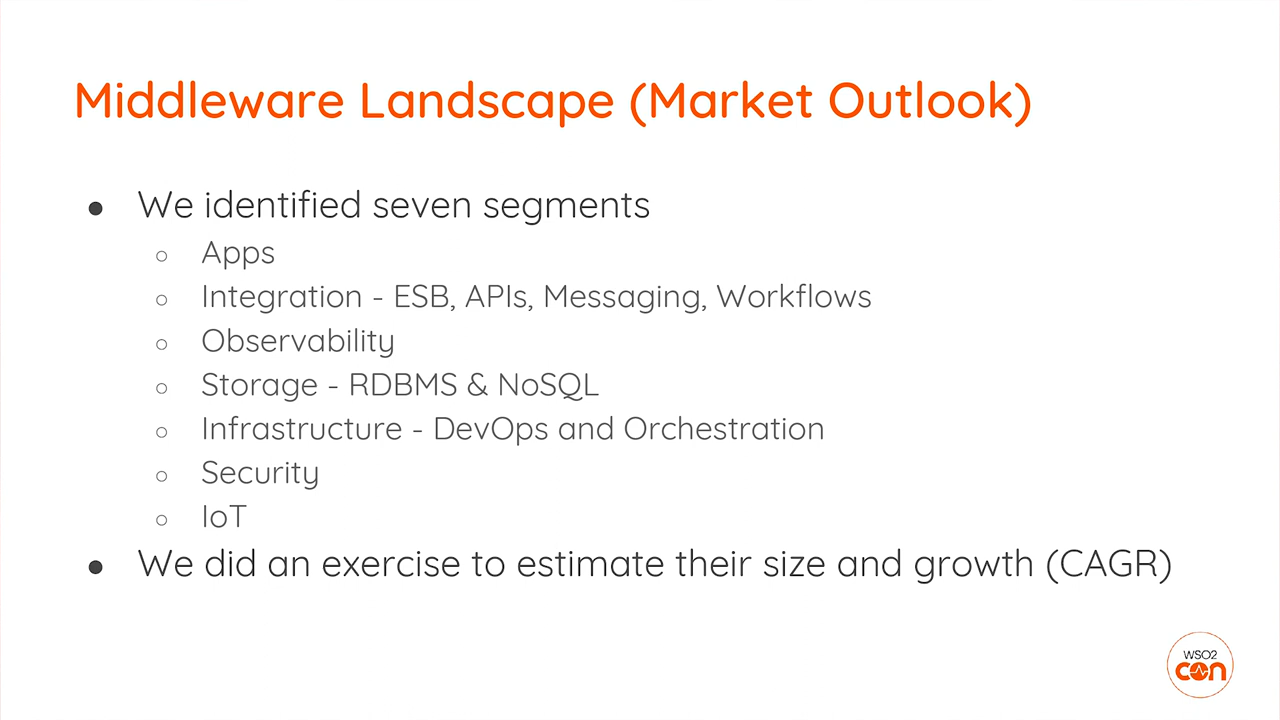 Middleware Landscape (Market Outlook)
● We identified seven segments
○ Apps
○ Integration - ESB, APIs, Messaging, Workflows
○ Observability
○ Storage - RDBMS & NoSQL
○ Infrastructure - DevOps and Orchestration
○ Security
○ IoT
● We did an exercise to estimate their size and growth (CAGR)
WSO2
con